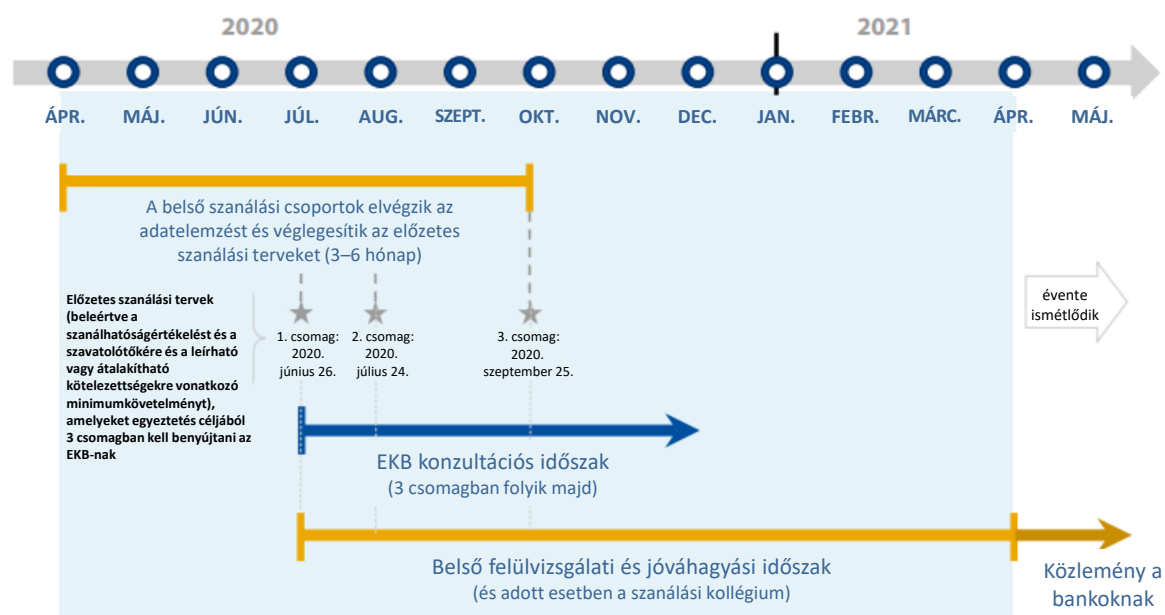 2020
2021
ÁPR.
MÁJ.
JÚN.
JÚL.
AUG.
SZEPT.
OKT.
NOV.
DEC.
JAN.
FEBR.
MÁRC.
ÁPR.
MÁJ.
A belső szanálási csoportok elvégzik az
adatelemzést és véglegesítik az előzetes
szanálási terveket (3–6 hónap)
Előzetes szanálási tervek
(beleértve a
szanálhatóságértékelést és a
szavatolótőkére és a leírható
vagy átalakítható
kötelezettségekre vonatkozó
minimumkövetelményt),
amelyeket egyeztetés céljából
3 csomagban kell benyújtani az
EKB-nak
1. csomag:
2020.
június 26.
2. csomag:
2020.
július 24.
3. csomag:
2020.
szeptember 25.
évente
ismétlődik
EKB konzultációs időszak
(3 csomagban folyik majd)
Belső felülvizsgálati és jóváhagyási időszak
(és adott esetben a szanálási kollégium)
Közlemény a
bankoknak